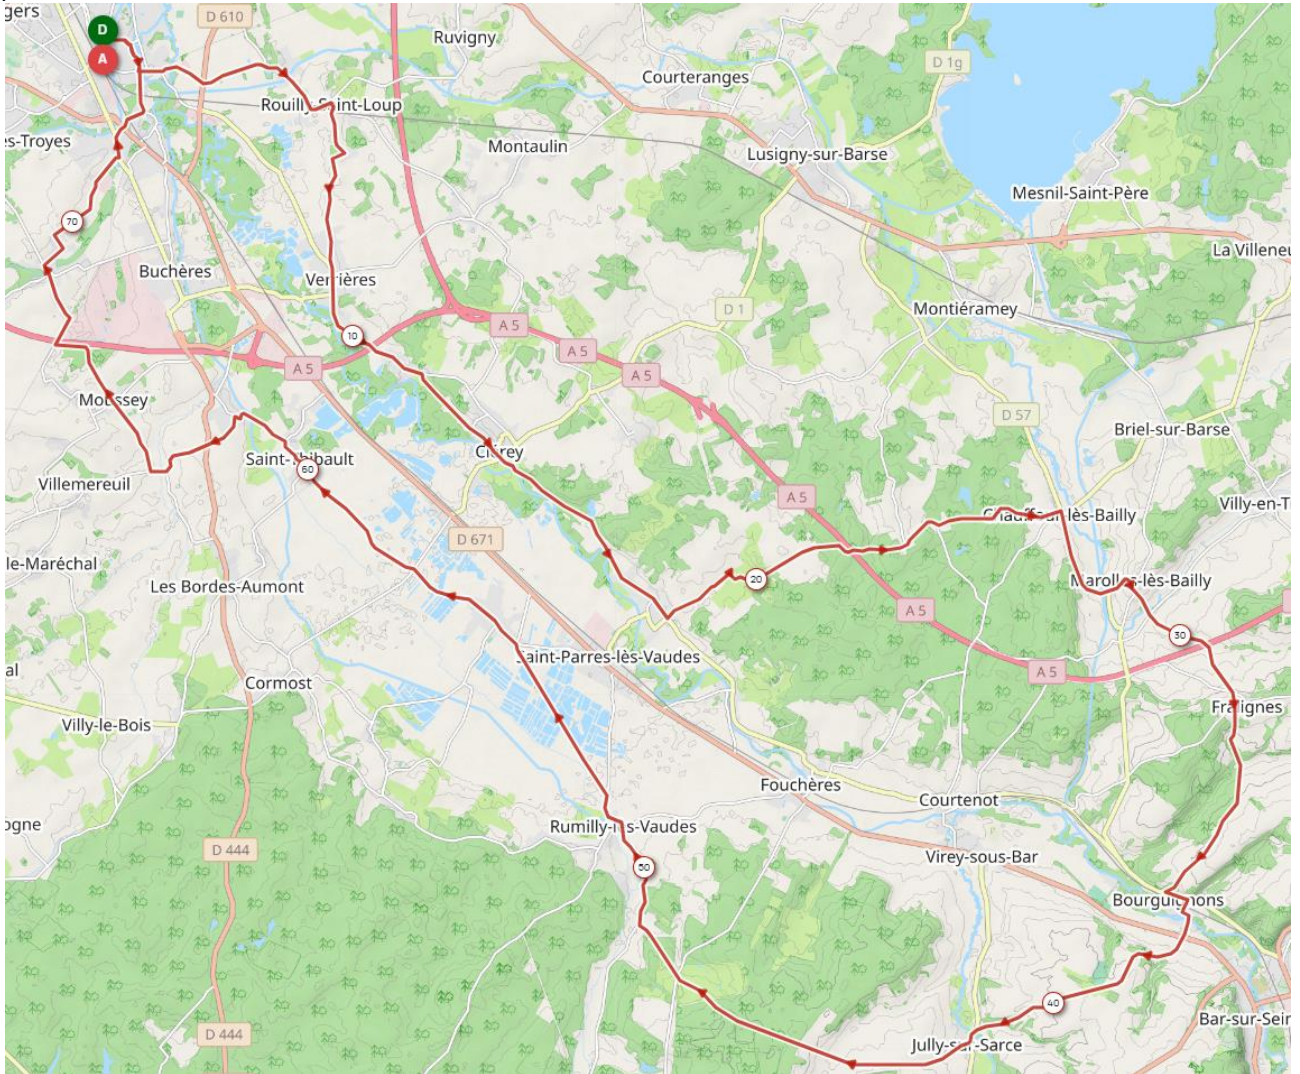 gers
D 610
D
A
Ruvigny
Courteranges
D 1g
Rouilly-Saint-Loup
es-Troyes
Montaulin
Lusigny-sur-Barse
Mesnil-Saint-Père
70
La Villeneu
Buchères
Verrières
Montiéramey
D 1
A 5
10
A 5
A 5
A 5
Moussey
D 57
Briel-sur-Barse
Clérey
Saint-Thibault
60
Villemereuil
A 5
Villy-en-T
Chauffour-lès-Bailly
D 671
le-Maréchal
Les Bordes-Aumont
20
Marolles-lès-Bailly
A 5
30
Saint-Parres-lès-Vaudes
al
A 5
Cormost
Fralignes
Villy-le-Bois
Fouchères
Courtenot
ogne
Rumilly-lès-Vaudes
D 444
Virey-sous-Bar
50
Bourguignons
40
Bar-sur-Sein
D 444
Jully-sur-Sarce